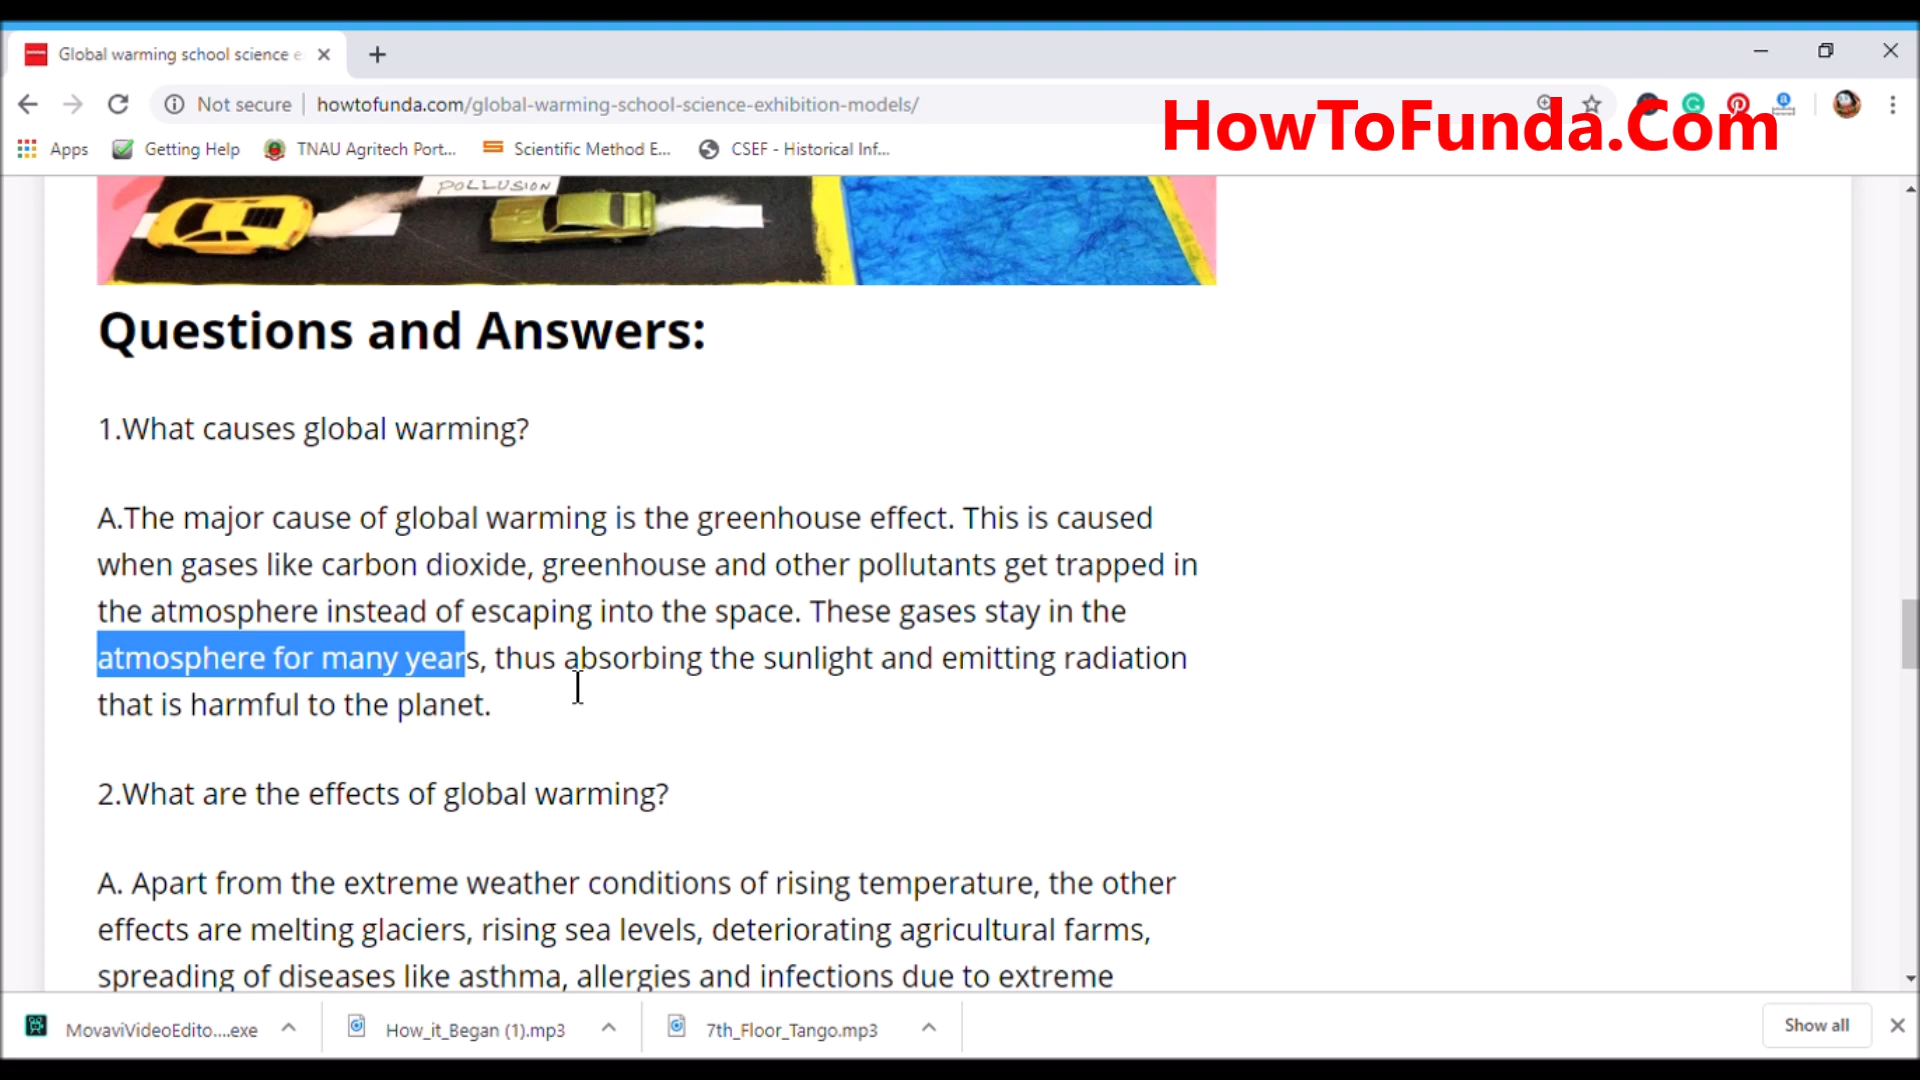 Global warming school science e
Not secure
howtofunda.com/global-warming-school-science-exhibition-models/
HowToFunda.Com
Apps
Getting Help
TNAU Agritech Port...
Scientific Method E...
CSEF - Historical Inf...
POLLUSION
Questions and Answers:
1.What causes global warming?
A.The major cause of global warming is the greenhouse effect. This is caused
when gases like carbon dioxide, greenhouse and other pollutants get trapped in
the atmosphere instead of escaping into the space. These gases stay in the
atmosphere for many years, thus absorbing the sunlight and emitting radiation
that is harmful to the planet.
2.What are the effects of global warming?
A. Apart from the extreme weather conditions of rising temperature, the other
effects are melting glaciers, rising sea levels, deteriorating agricultural farms,
spreading of diseases like asthma, allergies and infections due to extreme
MovaviVideoEdito....exe
How_it_Began (1).mp3
7th_Floor_Tango.mp3
Show all